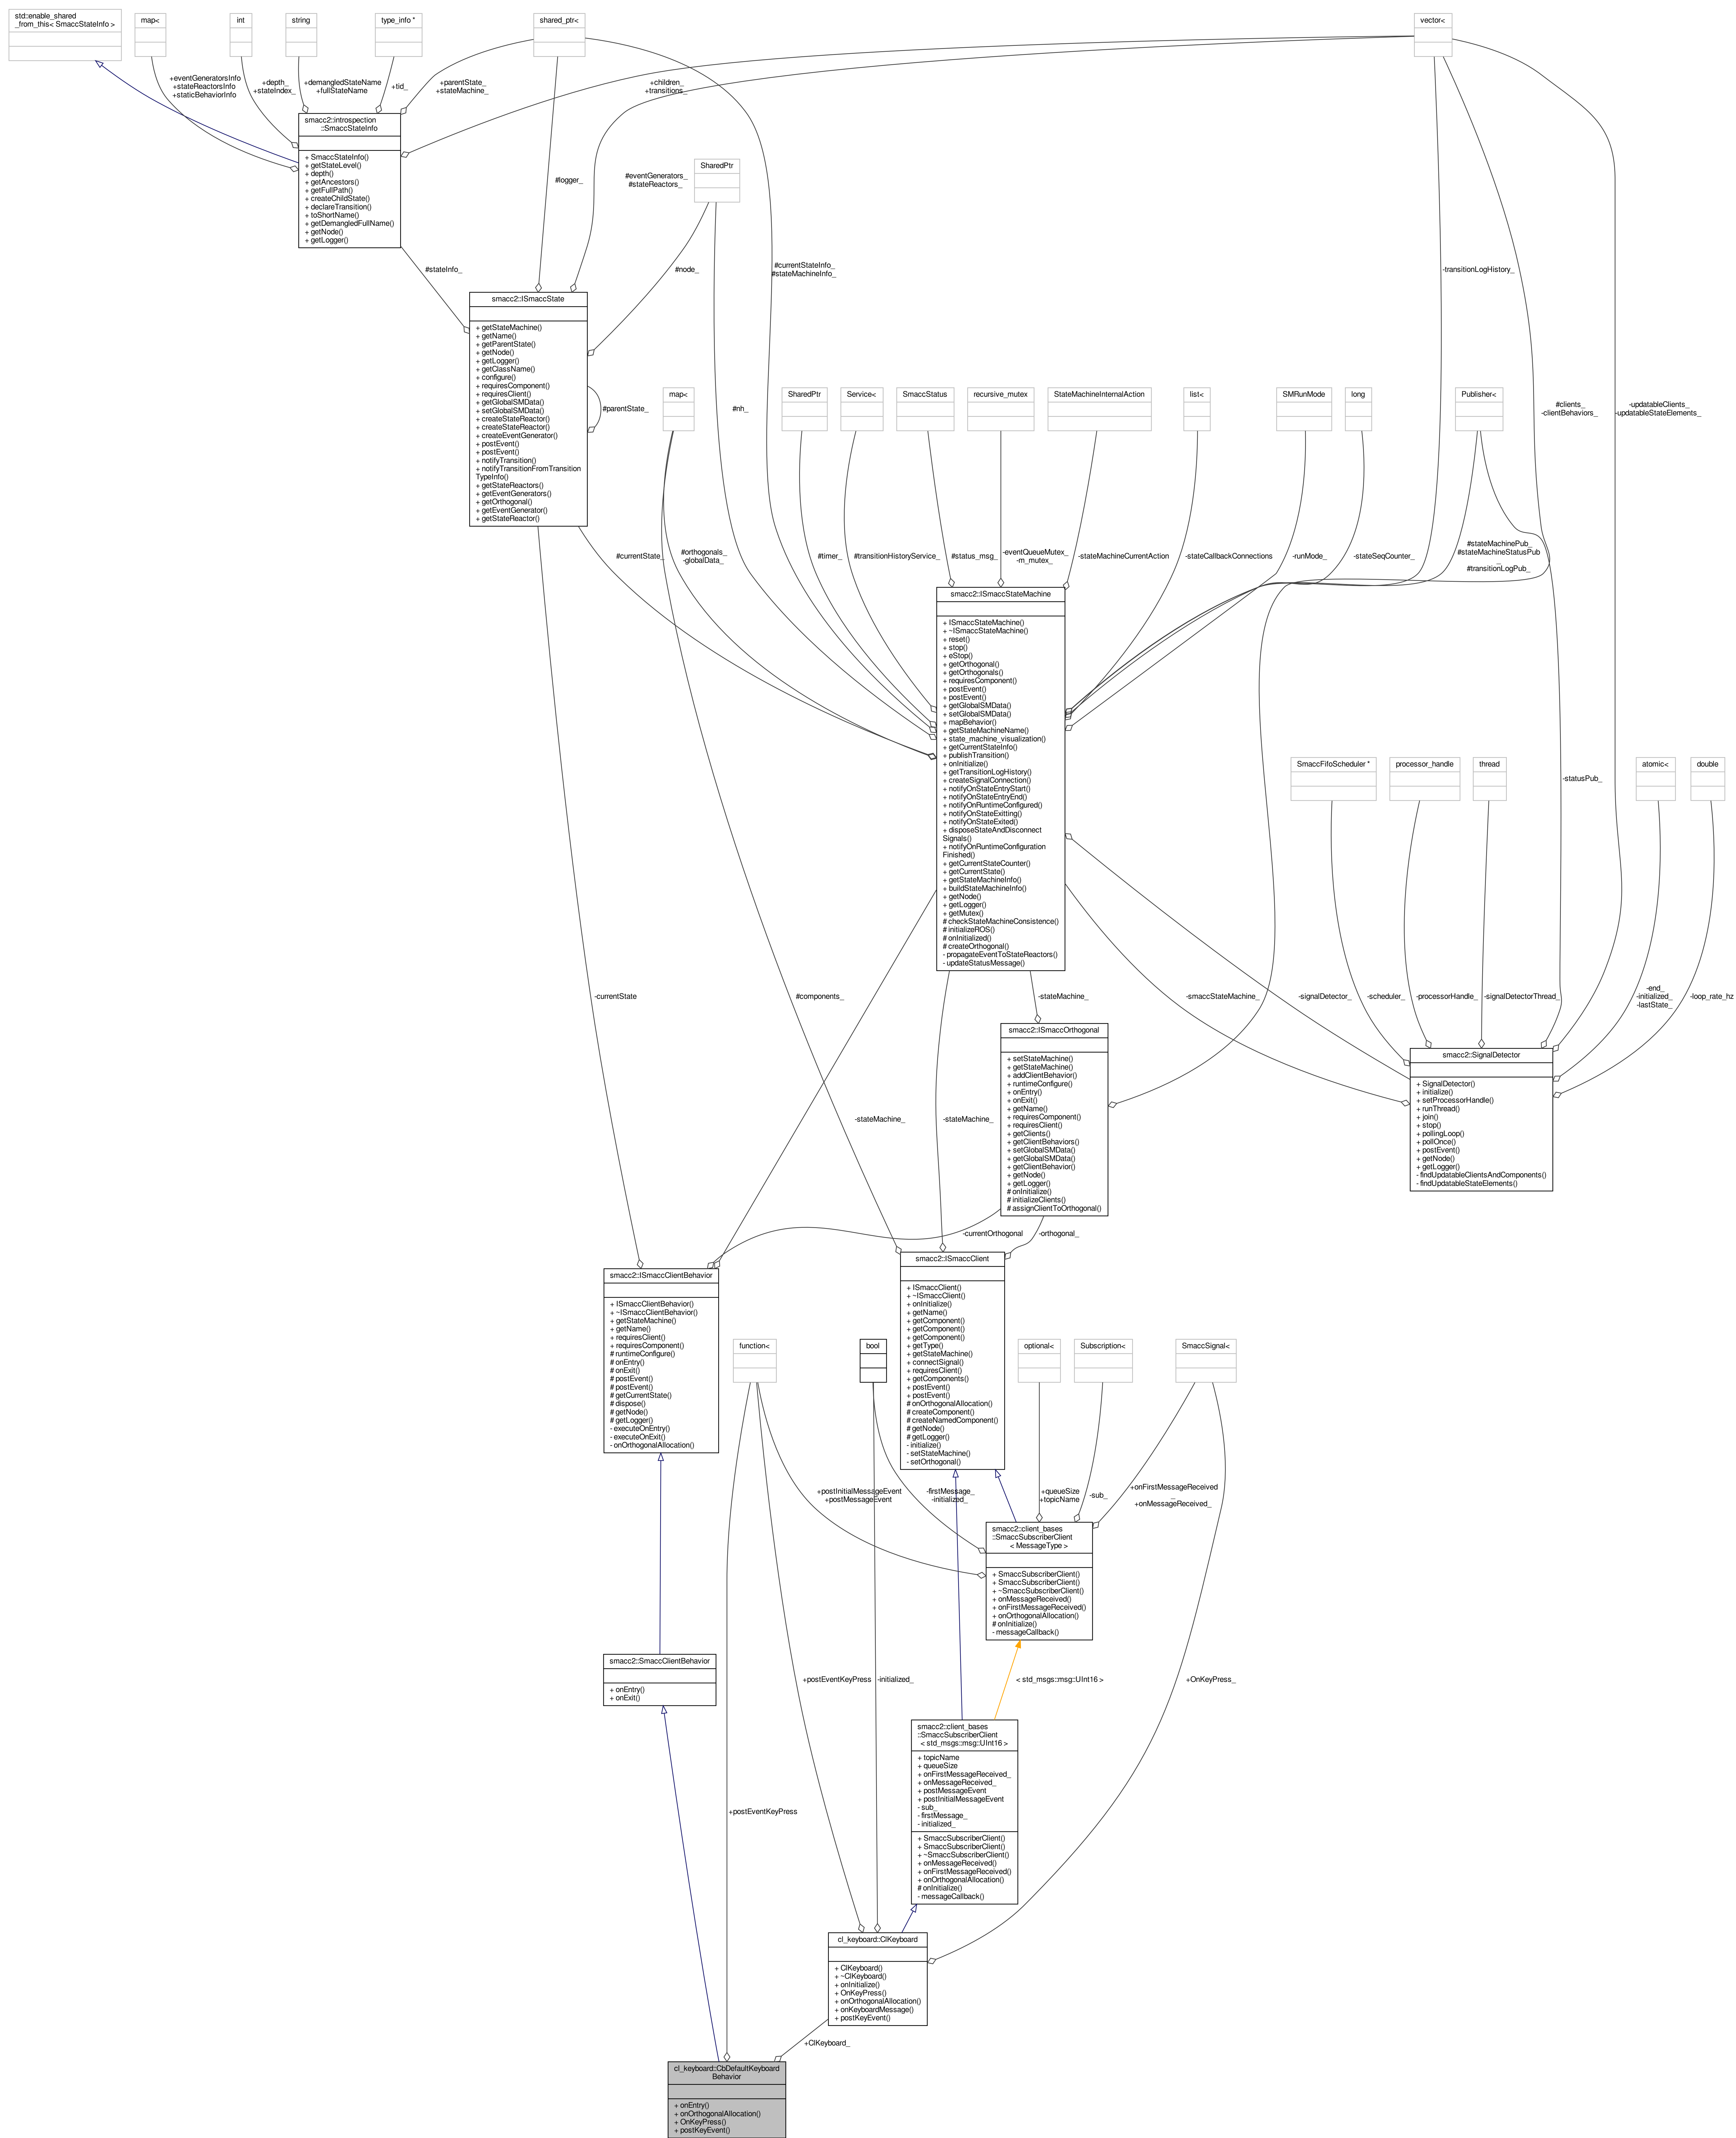 std::enable_shared
_from_this< SmaccStateInfo >
map<
int
string
type_info *
shared_ptr<
vector<
+eventGeneratorsInfo
+stateReactorsInfo
+staticBehaviorInfo
+depth_
+stateIndex_
+demangledStateName
+fullStateName
+tid_
+parentState_
+stateMachine_
+children_
+transitions_
smacc2::introspection
::SmaccStateInfo
+ SmaccStateInfo()
+ getStateLevel()
+ depth()
+ getAncestors()
+ getFullPath()
+ createChildState()
+ declareTransition()
+ toShortName()
+ getDemangledFullName()
+ getNode()
+ getLogger()
#logger_
#eventGenerators_
#stateReactors_
SharedPtr
#stateInfo_
#node_
#currentStateInfo_
#stateMachineInfo_
-transitionLogHistory_
smacc2::ISmaccState
+ getStateMachine()
+ getName()
+ getParentState()
+ getNode()
+ getLogger()
+ getClassName()
+ configure()
+ requiresComponent()
+ requiresClient()
+ getGlobalSMData()
+ setGlobalSMData()
+ createStateReactor()
+ createStateReactor()
+ createEventGenerator()
+ postEvent()
+ postEvent()
+ notifyTransition()
+ notifyTransitionFromTransition
TypeInfo()
+ getStateReactors()
+ getEventGenerators()
+ getOrthogonal()
+ getEventGenerator()
+ getStateReactor()
#parentState_
map<
#nh_
SharedPtr
Service<
SmaccStatus
recursive_mutex
StateMachineInternalAction
list<
SMRunMode
long
Publisher<
#clients_
-clientBehaviors_
-updatableClients_
-updatableStateElements_
#currentState_
#orthogonals_
-globalData_
#timer_
#transitionHistoryService_
#status_msg_
-eventQueueMutex_
-m_mutex_
-stateMachineCurrentAction
-stateCallbackConnections
-runMode_
-stateSeqCounter_
#stateMachinePub_
#stateMachineStatusPub
_
#transitionLogPub_
smacc2::ISmaccStateMachine
+ ISmaccStateMachine()
+ ~ISmaccStateMachine()
+ reset()
+ stop()
+ eStop()
+ getOrthogonal()
+ getOrthogonals()
+ requiresComponent()
+ postEvent()
+ postEvent()
+ getGlobalSMData()
+ setGlobalSMData()
+ mapBehavior()
+ getStateMachineName()
+ state_machine_visualization()
+ getCurrentStateInfo()
+ publishTransition()
+ onInitialize()
+ getTransitionLogHistory()
+ createSignalConnection()
+ notifyOnStateEntryStart()
+ notifyOnStateEntryEnd()
+ notifyOnRuntimeConfigured()
+ notifyOnStateExitting()
+ notifyOnStateExited()
+ disposeStateAndDisconnect
Signals()
+ notifyOnRuntimeConfiguration
Finished()
+ getCurrentStateCounter()
+ getCurrentState()
+ getStateMachineInfo()
+ buildStateMachineInfo()
+ getNode()
+ getLogger()
+ getMutex()
# checkStateMachineConsistence()
# initializeROS()
# onInitialized()
# createOrthogonal()
- propagateEventToStateReactors()
- updateStatusMessage()
SmaccFifoScheduler *
processor_handle
thread
-statusPub_
atomic<
double
-currentState
#components_
-stateMachine_
-smaccStateMachine_
-signalDetector_
-scheduler_
-processorHandle_
-signalDetectorThread_
-end_
-initialized_
-lastState_
-loop_rate_hz
smacc2::ISmaccOrthogonal
+ setStateMachine()
+ getStateMachine()
+ addClientBehavior()
+ runtimeConfigure()
+ onEntry()
+ onExit()
+ getName()
+ requiresComponent()
+ requiresClient()
+ getClients()
+ getClientBehaviors()
+ setGlobalSMData()
+ getGlobalSMData()
+ getClientBehavior()
+ getNode()
+ getLogger()
# onInitialize()
# initializeClients()
# assignClientToOrthogonal()
smacc2::SignalDetector
+ SignalDetector()
+ initialize()
+ setProcessorHandle()
+ runThread()
+ join()
+ stop()
+ pollingLoop()
+ pollOnce()
+ postEvent()
+ getNode()
+ getLogger()
- findUpdatableClientsAndComponents()
- findUpdatableStateElements()
-stateMachine_
-stateMachine_
-currentOrthogonal
-orthogonal_
smacc2::ISmaccClientBehavior
+ ISmaccClientBehavior()
+ ~ISmaccClientBehavior()
+ getStateMachine()
+ getName()
+ requiresClient()
+ requiresComponent()
# runtimeConfigure()
# onEntry()
# onExit()
# postEvent()
# postEvent()
# getCurrentState()
# dispose()
# getNode()
# getLogger()
- executeOnEntry()
- executeOnExit()
- onOrthogonalAllocation()
smacc2::ISmaccClient
+ ISmaccClient()
+ ~ISmaccClient()
+ onInitialize()
+ getName()
+ getComponent()
+ getComponent()
+ getComponent()
+ getType()
+ getStateMachine()
+ connectSignal()
+ requiresClient()
+ getComponents()
+ postEvent()
+ postEvent()
# onOrthogonalAllocation()
# createComponent()
# createNamedComponent()
# getNode()
# getLogger()
- initialize()
- setStateMachine()
- setOrthogonal()
function<
bool
optional<
Subscription<
SmaccSignal<
+postInitialMessageEvent
+postMessageEvent
-firstMessage_
-initialized_
+queueSize
+topicName
-sub_
+onFirstMessageReceived
_
+onMessageReceived_
smacc2::client_bases
::SmaccSubscriberClient
< MessageType >
+ SmaccSubscriberClient()
+ SmaccSubscriberClient()
+ ~SmaccSubscriberClient()
+ onMessageReceived()
+ onFirstMessageReceived()
+ onOrthogonalAllocation()
# onInitialize()
- messageCallback()
smacc2::SmaccClientBehavior
+ onEntry()
+ onExit()
+postEventKeyPress
-initialized_
< std_msgs::msg::UInt16 >
+OnKeyPress_
smacc2::client_bases
::SmaccSubscriberClient
< std_msgs::msg::UInt16 >
+ topicName
+ queueSize
+ onFirstMessageReceived_
+ onMessageReceived_
+ postMessageEvent
+ postInitialMessageEvent
- sub_
- firstMessage_
- initialized_
+ SmaccSubscriberClient()
+ SmaccSubscriberClient()
+ ~SmaccSubscriberClient()
+ onMessageReceived()
+ onFirstMessageReceived()
+ onOrthogonalAllocation()
# onInitialize()
- messageCallback()
+postEventKeyPress
cl_keyboard::ClKeyboard
+ ClKeyboard()
+ ~ClKeyboard()
+ onInitialize()
+ OnKeyPress()
+ onOrthogonalAllocation()
+ onKeyboardMessage()
+ postKeyEvent()
+ClKeyboard_
cl_keyboard::CbDefaultKeyboard
Behavior
+ onEntry()
+ onOrthogonalAllocation()
+ OnKeyPress()
+ postKeyEvent()